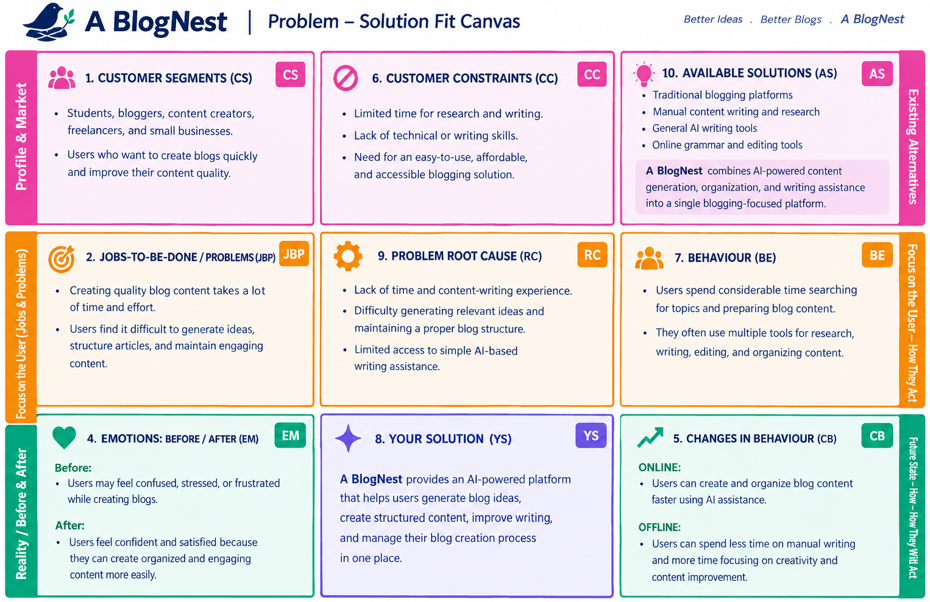 A BlogNest | Problem – Solution Fit Canvas
Better Ideas . Better Blogs . A BlogNest
Profile & Market
1. CUSTOMER SEGMENTS (CS)
CS
• Students, bloggers, content creators,
freelancers, and small businesses.
• Users who want to create blogs quickly
and improve their content quality.
6. CUSTOMER CONSTRAINTS (CC)
CC
• Limited time for research and writing.
• Lack of technical or writing skills.
• Need for an easy-to-use, affordable,
and accessible blogging solution.
10. AVAILABLE SOLUTIONS (AS)
AS
• Traditional blogging platforms
• Manual content writing and research
• General AI writing tools
• Online grammar and editing tools
A BlogNest combines AI-powered content
generation, organization, and writing assistance
into a single blogging-focused platform.
Existing Alternatives
Focus on the User (Jobs & Problems)
2. JOBS-TO-BE-DONE / PROBLEMS (JBP)
JBP
• Creating quality blog content takes a lot
of time and effort.
• Users find it difficult to generate ideas,
structure articles, and maintain engaging
content.
9. PROBLEM ROOT CAUSE (RC)
RC
• Lack of time and content-writing experience.
• Difficulty generating relevant ideas and
maintaining a proper blog structure.
• Limited access to simple AI-based
writing assistance.
7. BEHAVIOUR (BE)
BE
• Users spend considerable time searching
for topics and preparing blog content.
• They often use multiple tools for research,
writing, editing, and organizing content.
Focus on the User – How They Act
Reality / Before & After
4. EMOTIONS: BEFORE / AFTER (EM)
EM
Before:
• Users may feel confused, stressed, or frustrated
while creating blogs.
After:
• Users feel confident and satisfied because
they can create organized and engaging
content more easily.
8. YOUR SOLUTION (YS)
YS
A BlogNest provides an AI-powered platform
that helps users generate blog ideas,
create structured content, improve writing,
and manage their blog creation process
in one place.
5. CHANGES IN BEHAVIOUR (CB)
CB
ONLINE:
• Users can create and organize blog content
faster using AI assistance.
OFFLINE:
• Users can spend less time on manual writing
and more time focusing on creativity and
content improvement.
Future State – How – How They Will Act